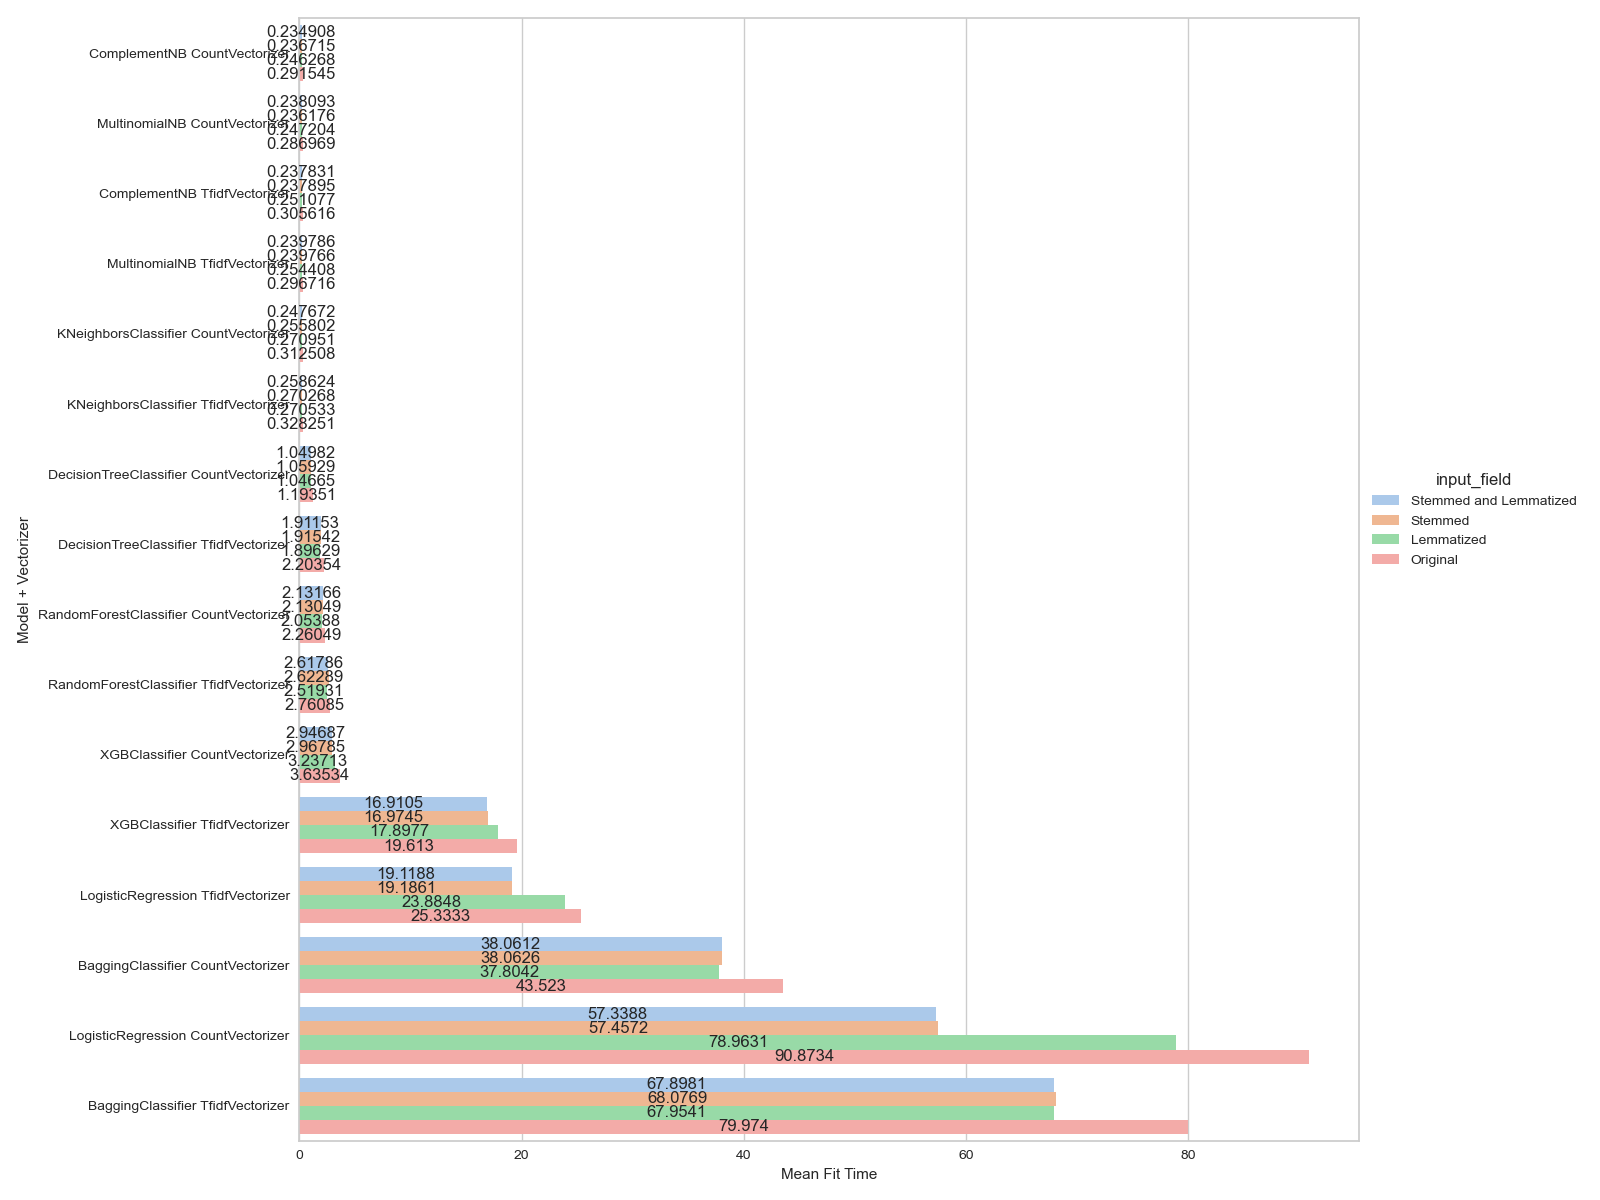 ComplementNB CountVectorizer
0.234908
0.236715
0.246268
0.291545
MultinomialNB CountVectorizer
0.238093
0.236176
0.247204
0.286969
ComplementNB TfidfVectorizer
0.237831
0.237895
0.251077
0.305616
MultinomialNB TfidfVectorizer
0.239786
0.239766
0.254408
0.296716
KNeighborsClassifier CountVectorizer
0.247672
0.255802
0.270951
0.312508
KNeighborsClassifier TfidfVectorizer
0.258624
0.270268
0.270533
0.328251
DecisionTreeClassifier CountVectorizer
1.04982
1.05929
1.04665
1.19351
DecisionTreeClassifier TfidfVectorizer
1.91153
1.91542
1.89629
2.20354
RandomForestClassifier CountVectorizer
2.13166
2.13049
2.05388
2.26049
RandomForestClassifier TfidfVectorizer
2.61786
2.62289
2.51931
2.76085
XGBClassifier CountVectorizer
2.94687
2.96785
3.23713
3.63534
XGBClassifier TfidfVectorizer
16.9105
16.9745
17.8977
19.613
LogisticRegression TfidfVectorizer
19.1188
19.1861
23.8848
25.3333
BaggingClassifier CountVectorizer
38.0612
38.0626
37.8042
43.523
LogisticRegression CountVectorizer
57.3388
57.4572
78.9631
90.8734
BaggingClassifier TfidfVectorizer
67.8981
68.0769
67.9541
79.974
Model + Vectorizer
0 20 40 60 80
Mean Fit Time
input_field
Stemmed and Lemmatized
Stemmed
Lemmatized
Original